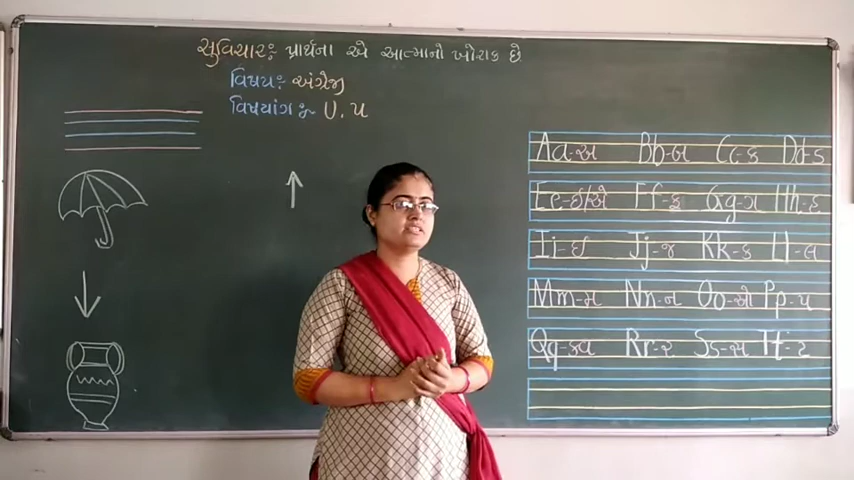 સુવિચાર:- પ્રાર્થના એ આત્માનો ખોરાક છે
વિષય:- અંગ્રેજી
વિષયાંગ :- U. પ
Aa-અ Bb-બ Cc-ક Dd-ડ
Ee-ઈ/એ Ff-ફ Gg-ગ Hh-હ
Ii-ઈ Jj-જ Kk-ક Ll-લ
Mm-મ Nn-ન Oo-ઓ Pp-પ
Qq-કવ Rr-ર Ss-સ Tt-ટ